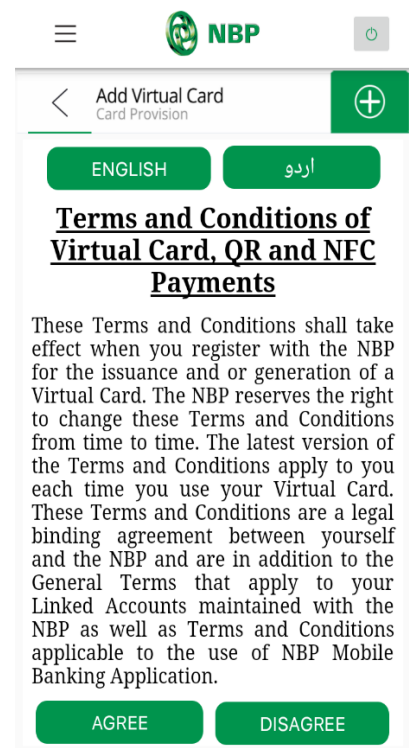 NBP
Add Virtual Card
Card Provision
ENGLISH
اردو
Terms and Conditions of
Virtual Card, QR and NFC
Payments
These Terms and Conditions shall take
effect when you register with the NBP
for the issuance and or generation of a
Virtual Card. The NBP reserves the right
to change these Terms and Conditions
from time to time. The latest version of
the Terms and Conditions apply to you
each time you use your Virtual Card.
These Terms and Conditions are a legal
binding agreement between yourself
and the NBP and are in addition to the
General Terms that apply to your
Linked Accounts maintained with the
NBP as well as Terms and Conditions
applicable to the use of NBP Mobile
Banking Application.
AGREE
DISAGREE